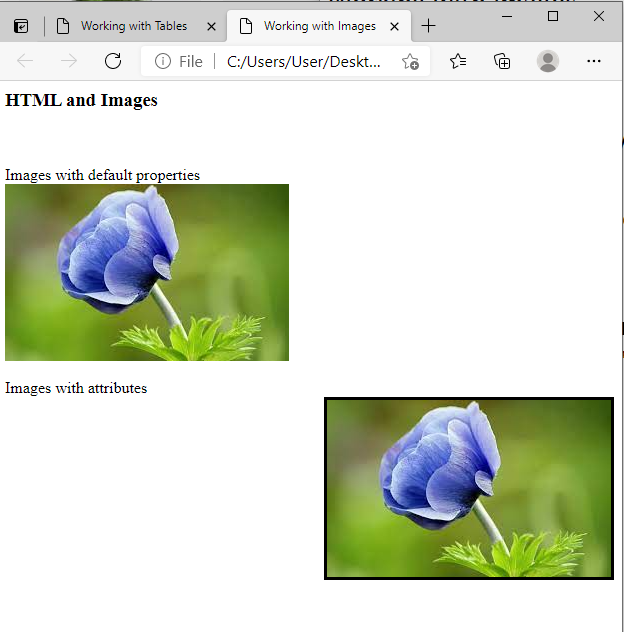 Working with Tables
Working with Images
File
C:/Users/User/Deskt...
HTML and Images
Images with default properties
Images with attributes